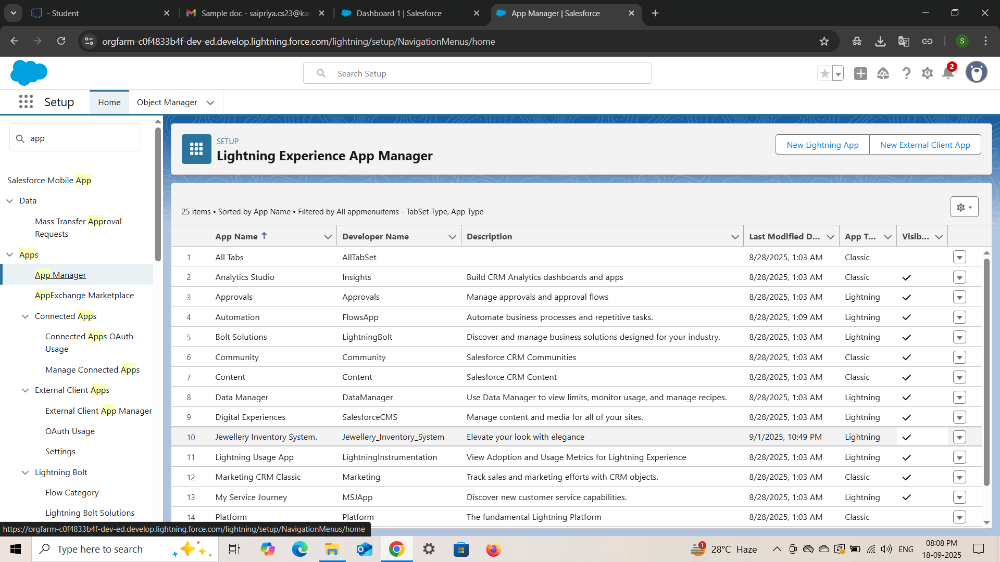 - Student
Sample doc - saipriya.cs23@kas
Dashboard 1 | Salesforce
App Manager | Salesforce
orgfarm-c0f4833b4f-dev-ed.develop.lightning.force.com/lightning/setup/NavigationMenus/home
S
Search Setup
2
Setup
Home
Object Manager
app
Salesforce Mobile App
Data
Mass Transfer Approval
Requests
Apps
App Manager
AppExchange Marketplace
Connected Apps
Connected Apps OAuth
Usage
Manage Connected Apps
External Client Apps
External Client App Manager
OAuth Usage
Settings
Lightning Bolt
Flow Category
Lightning Bolt Solutions
SETUP
Lightning Experience App Manager
New Lightning App
New External Client App
25 items • Sorted by App Name • Filtered by All appmenuitems - TabSet Type, App Type
App Name Developer Name Description Last Modified D... App T... Visib...
1 All Tabs AllTabSet 8/28/2025, 1:03 AM Classic
2 Analytics Studio Insights Build CRM Analytics dashboards and apps 8/28/2025, 1:03 AM Classic
3 Approvals Approvals Manage approvals and approval flows 8/28/2025, 1:03 AM Lightning
4 Automation FlowsApp Automate business processes and repetitive tasks. 8/28/2025, 1:09 AM Lightning
5 Bolt Solutions LightningBolt Discover and manage business solutions designed for your industry. 8/28/2025, 1:03 AM Lightning
6 Community Community Salesforce CRM Communities 8/28/2025, 1:03 AM Classic
7 Content Content Salesforce CRM Content 8/28/2025, 1:03 AM Classic
8 Data Manager DataManager Use Data Manager to view limits, monitor usage, and manage recipes. 8/28/2025, 1:03 AM Lightning
9 Digital Experiences SalesforceCMS Manage content and media for all of your sites. 8/28/2025, 1:03 AM Lightning
10 Jewellery Inventory System. Jewellery_Inventory_System Elevate your look with elegance 9/1/2025, 10:49 PM Lightning
11 Lightning Usage App LightningInstrumentation View Adoption and Usage Metrics for Lightning Experience 8/28/2025, 1:03 AM Lightning
12 Marketing CRM Classic Marketing Track sales and marketing efforts with CRM objects. 8/28/2025, 1:03 AM Classic
13 My Service Journey MSJApp Discover new customer service capabilities. 8/28/2025, 1:03 AM Lightning
14 Platform Platform The fundamental Lightning Platform 8/28/2025, 1:03 AM Classic
https://orgfarm-c0f4833b4f-dev-ed.develop.lightning.force.com/lightning/setup/NavigationMenus/home
Type here to search
1
28°C Haze
ENG
08:08 PM
18-09-2025